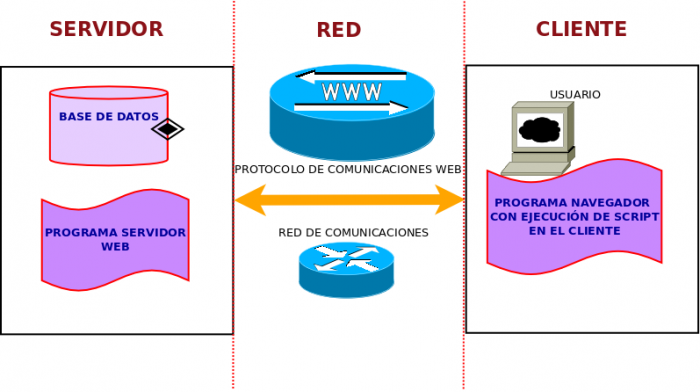 SERVIDOR
RED
CLIENTE
BASE DE DATOS
WWW
USUARIO
PROTOCOLO DE COMUNICACIONES WEB
PROGRAMA SERVIDOR
WEB
RED DE COMUNICACIONES
PROGRAMA NAVEGADOR
CON EJECUCIÓN DE SCRIPT
EN EL CLIENTE